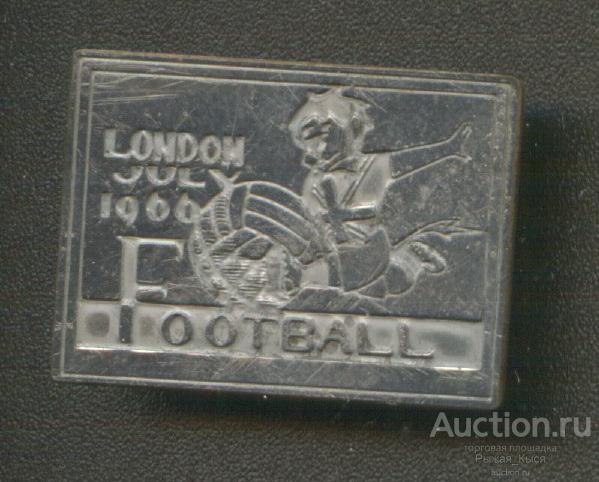 LONDON
JULY
1966
FOOTBALL
Auction.ru
торговая площадка
Рыжая_Кыся
auction.ru